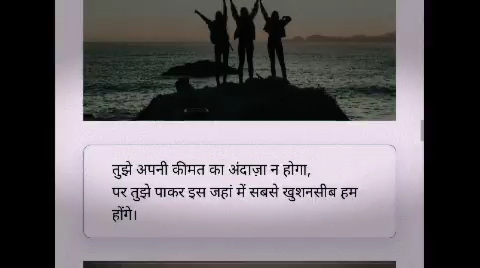 तुझे अपनी कीमत का अंदाज़ा न होगा,
पर तुझे पाकर इस जहां में सबसे खुशनसीब हम
होंगे।